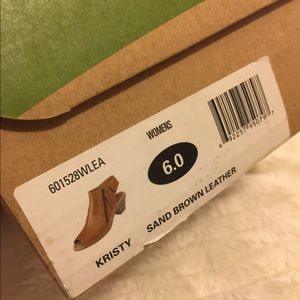 601528WLEA
WOMENS
6.0
KRISTY
SAND BROWN LEATHER